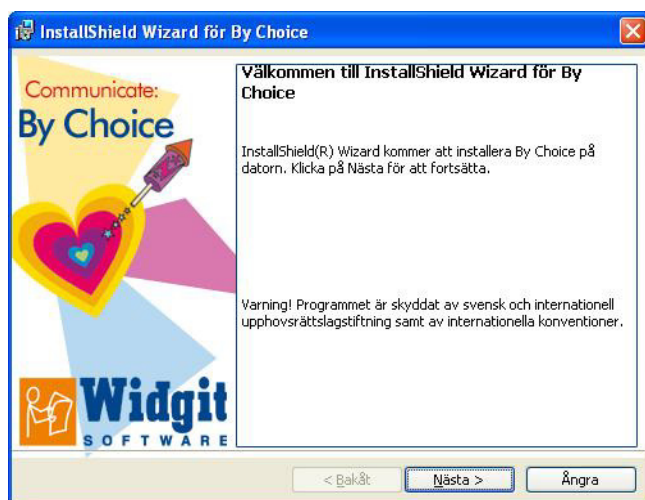 InstallShield Wizard för By Choice
Communicate:
By Choice
Välkommen till InstallShield Wizard för By
Choice
InstallShield(R) Wizard kommer att installera By Choice på
datorn. Klicka på Nästa för att fortsätta.
Varning! Programmet är skyddat av svensk och internationell
upphovsrättslagstiftning samt av internationella konventioner.
Widgit
SOFTWARE
< Bakåt
Nästa >
Ångra